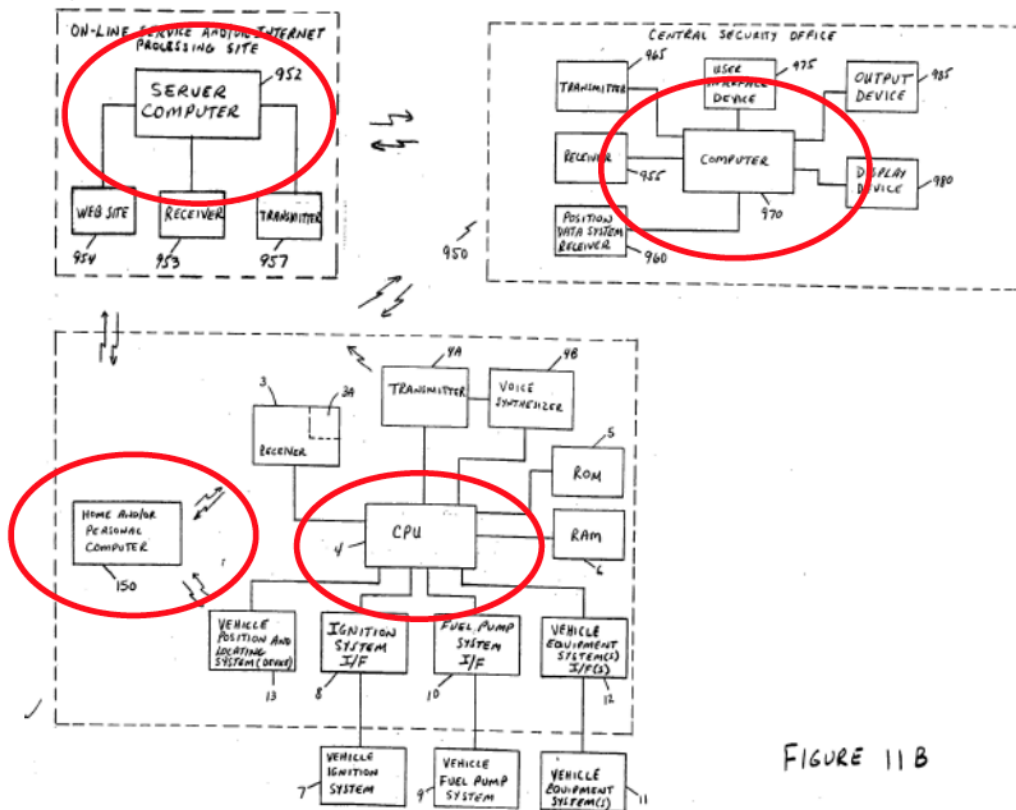 ON-LINE SERVICE AND/OR INTERNET
PROCESSING SITE
952
SERVER
COMPUTER
WEB SITE
954
RECEIVER
953
TRANSMITTER
957
CENTRAL SECURITY OFFICE
965
TRANSMITTER
975
USER
INTERFACE
DEVICE
985
OUTPUT
DEVICE
RECEIVER
955
COMPUTER
970
DISPLAY
DEVICE
980
POSITION
DATA SYSTEM
RECEIVER
960
950
3
3A
RECEIVER
4A
TRANSMITTER
4B
VOICE
SYNTHESIZER
5
ROM
HOME AND/OR
PERSONAL
COMPUTER
150
4
CPU
RAM
6
VEHICLE
POSITION AND
LOCATING
SYSTEM (DEVICE)
13
IGNITION
SYSTEM
I/F
8
FUEL PUMP
SYSTEM
I/F
10
VEHICLE
EQUIPMENT
SYSTEM(S)
I/F(S)
12
VEHICLE
IGNITION
SYSTEM
7
VEHICLE
FUEL PUMP
SYSTEM
9
VEHICLE
EQUIPMENT
SYSTEM(S)
11
FIGURE 11B